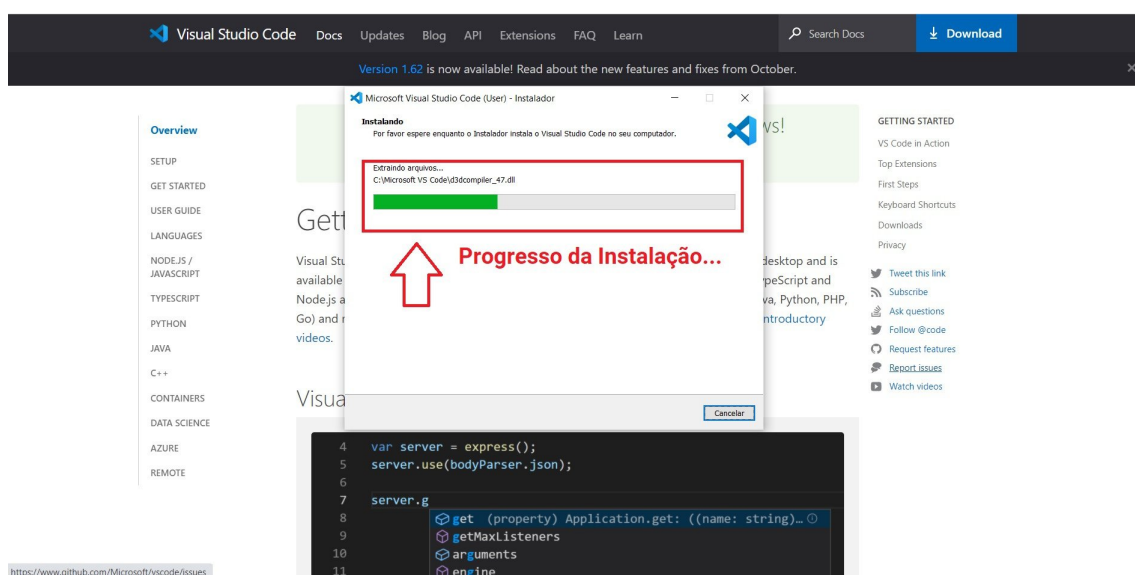 Visual Studio Code Docs Updates Blog API Extensions FAQ Learn Search Docs Download
Version 1.62 is now available! Read about the new features and fixes from October.
Microsoft Visual Studio Code (User) - Instalador
Instalando
Por favor espere enquanto o Instalador instala o Visual Studio Code no seu computador.
Extraindo arquivos...
C:\Microsoft VS Code\d3dcompiler_47.dll
Progresso da Instalação...
Cancelar
Overview
SETUP
GET STARTED
USER GUIDE
LANGUAGES
NODE.JS /
JAVASCRIPT
TYPESCRIPT
PYTHON
JAVA
C++
CONTAINERS
DATA SCIENCE
AZURE
REMOTE
ws!
Gett
Visual Stu desktop and is
available peScript and
Node.js a va, Python, PHP,
Go) and ntroductory
videos.
Visua
4 var server = express();
5 server.use(bodyParser.json);
6
7 server.g
8 get (property) Application.get: ((name: string)…
9 getMaxListeners
10 arguments
11 engine
GETTING STARTED
VS Code in Action
Top Extensions
First Steps
Keyboard Shortcuts
Downloads
Privacy
Tweet this link
Subscribe
Ask questions
Follow @code
Request features
Report issues
Watch videos
https://www.github.com/Microsoft/vscode/issues